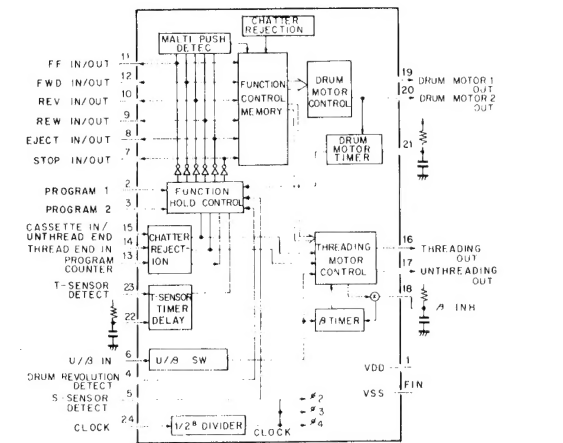 CHATTER
REJECTION
MALTI PUSH
DETEC
FF IN/OUT 11
FWD IN/OUT 12
REV IN/OUT 10
REW IN/OUT 9
EJECT IN/OUT 8
STOP IN/OUT 7
FUNCTION
CONTROL
MEMORY
DRUM
MOTOR
CONTROL
19 DRUM MOTOR 1
OUT
20 DRUM MOTOR 2
OUT
DRUM
MOTOR
TIMER
21
PROGRAM 1 2
PROGRAM 2 3
FUNCTION
HOLD CONTROL
CASSETTE IN/ 15
UNTHREAD END
THREAD END IN 14
PROGRAM 13
COUNTER
CHATTER
REJECT-
ION
THREADING
MOTOR
CONTROL
16 THREADING
OUT
17 UNTHREADING
OUT
18
β INH
T-SENSOR 23
DETECT
22
T-SENSOR
TIMER
DELAY
β TIMER
U//β IN 6
U//β SW
DRUM REVOLUTION 4
DETECT
S-SENSOR 5
DETECT
CLOCK 24
1/2⁸ DIVIDER
CLOCK
ø2
ø3
ø4
VDD 1
VSS FIN